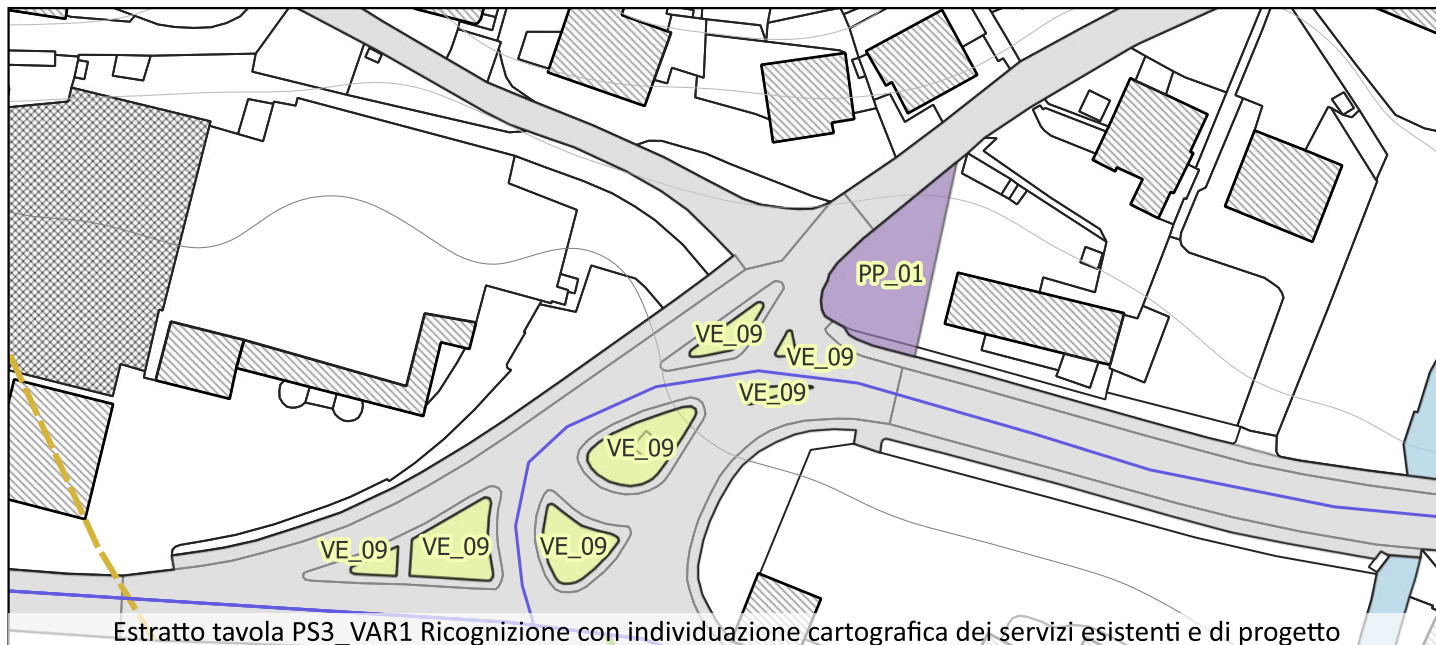 PP_01
VE_09
VE_09
VE_09
VE_09
VE_09
VE_09
VE_09
Estratto tavola PS3_VAR1 Ricognizione con individuazione cartografica dei servizi esistenti e di progetto